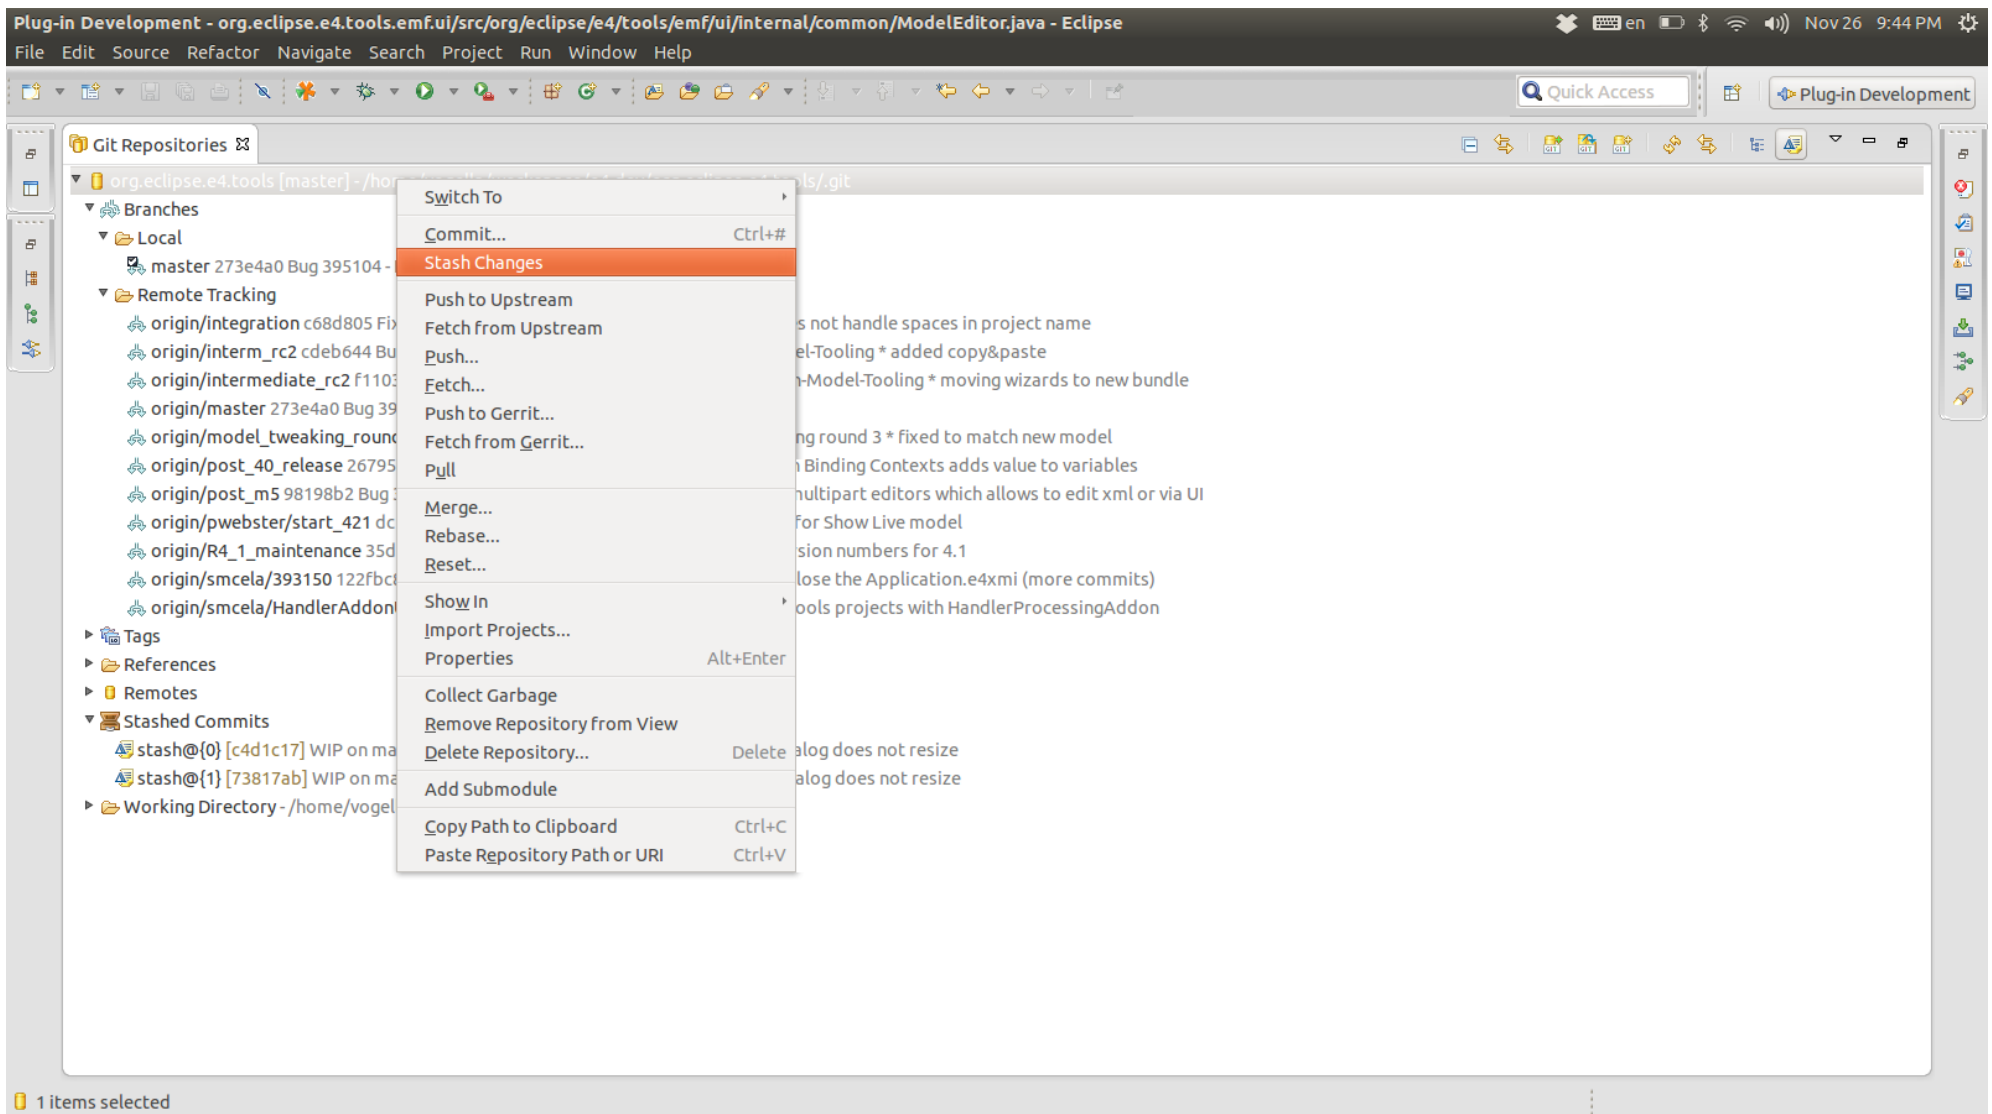 Plug-in Development - org.eclipse.e4.tools.emf.ui/src/org/eclipse/e4/tools/emf/ui/internal/common/ModelEditor.java - Eclipse
en
Nov 26 9:44 PM
File Edit Source Refactor Navigate Search Project Run Window Help
Quick Access
Plug-in Development
Git Repositories
org.eclipse.e4.tools [master] - /hom
ls/.git
Switch To
Branches
Commit... Ctrl+#
Local
Stash Changes
master 273e4a0 Bug 395104 -
Remote Tracking
Push to Upstream
origin/integration c68d805 Fix
s not handle spaces in project name
Fetch from Upstream
origin/interm_rc2 cdeb644 Bu
el-Tooling * added copy&paste
Push...
origin/intermediate_rc2 f1103
-Model-Tooling * moving wizards to new bundle
Fetch...
origin/master 273e4a0 Bug 39
Push to Gerrit...
origin/model_tweaking_round
ng round 3 * fixed to match new model
Fetch from Gerrit...
origin/post_40_release 26795
Binding Contexts adds value to variables
Pull
origin/post_m5 98198b2 Bug
multipart editors which allows to edit xml or via UI
Merge...
origin/pwebster/start_421 dc
for Show Live model
Rebase...
origin/R4_1_maintenance 35d
sion numbers for 4.1
Reset...
origin/smcela/393150 122fbc8
lose the Application.e4xmi (more commits)
Show In
origin/smcela/HandlerAddon
ools projects with HandlerProcessingAddon
Import Projects...
Tags
Properties Alt+Enter
References
Collect Garbage
Remotes
Remove Repository from View
Stashed Commits
stash@{0} [c4d1c17] WIP on ma
alog does not resize
Delete Repository... Delete
stash@{1} [73817ab] WIP on ma
alog does not resize
Add Submodule
Working Directory - /home/vogel
Copy Path to Clipboard Ctrl+C
Paste Repository Path or URI Ctrl+V
1 items selected